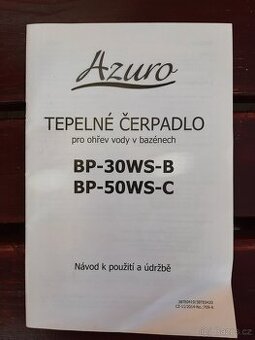 Azuro
TEPELNÉ ČERPADLO
pro ohřev vody v bazénech
BP-30WS-B
BP-50WS-C
Návod k použití a údržbě